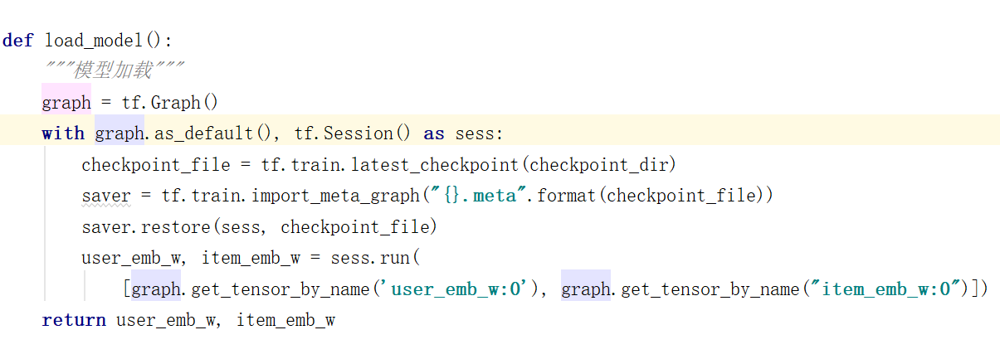 def load_model():
    """模型加载"""
    graph = tf.Graph()
    with graph.as_default(), tf.Session() as sess:
        checkpoint_file = tf.train.latest_checkpoint(checkpoint_dir)
        saver = tf.train.import_meta_graph("{}.meta".format(checkpoint_file))
        saver.restore(sess, checkpoint_file)
        user_emb_w, item_emb_w = sess.run(
            [graph.get_tensor_by_name('user_emb_w:0'), graph.get_tensor_by_name("item_emb_w:0")])
    return user_emb_w, item_emb_w